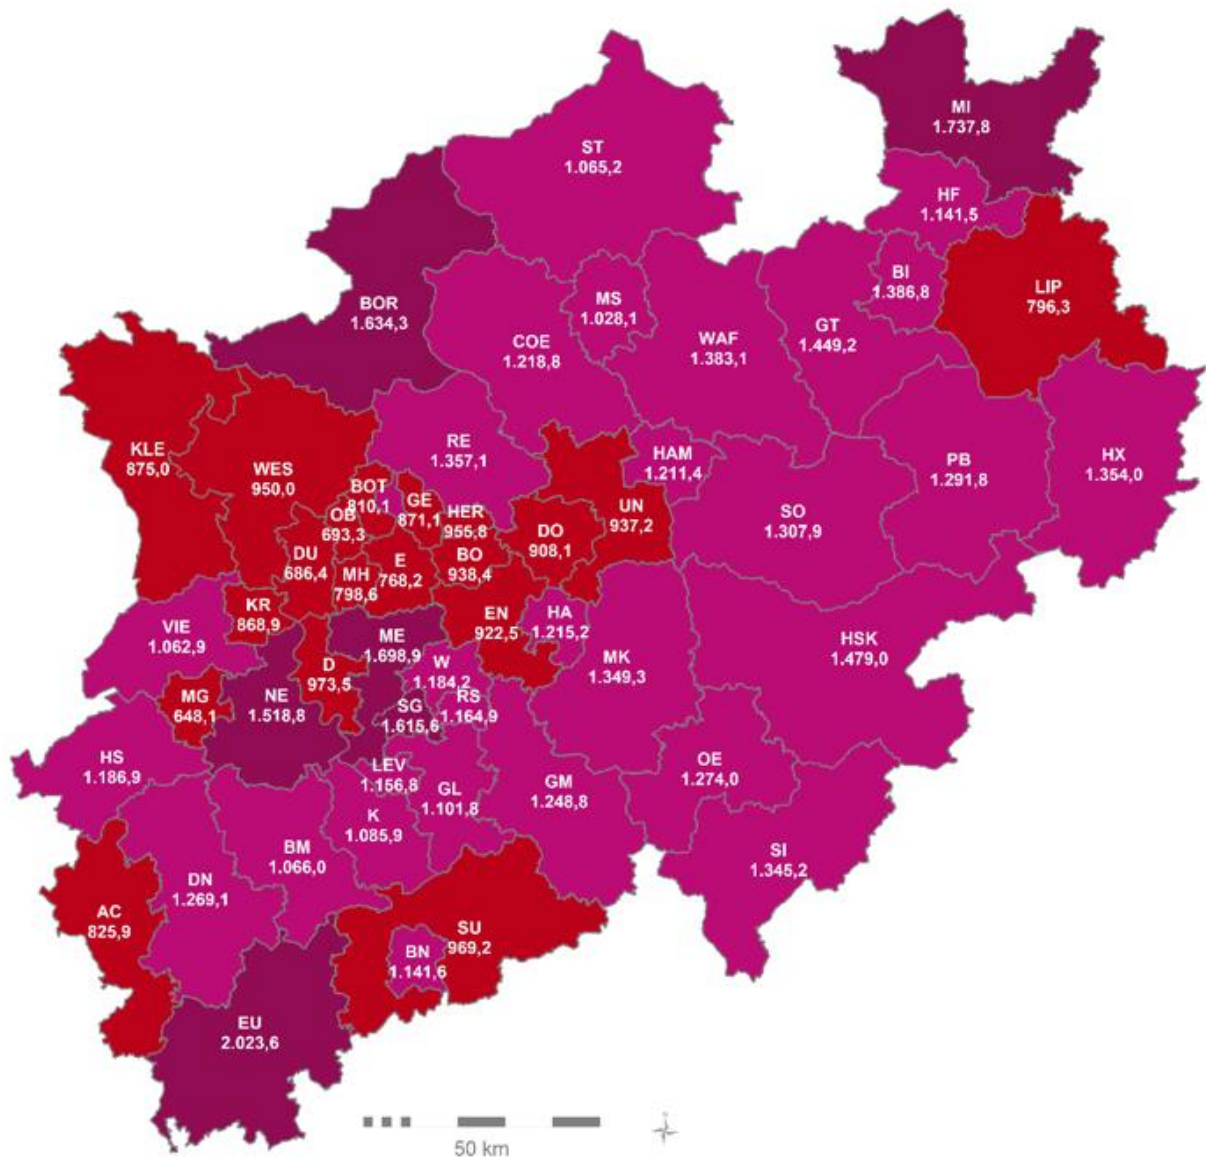 MI
1.737,8
ST
1.065,2
HF
1.141,5
BI
1.386,8
LIP
796,3
BOR
1.634,3
MS
1.028,1
GT
1.449,2
COE
1.218,8
WAF
1.383,1
KLE
875,0
WES
950,0
RE
1.357,1
HAM
1.211,4
PB
1.291,8
HX
1.354,0
BOT
810,1
GE
871,1
UN
937,2
OB
693,3
HER
955,8
SO
1.307,9
DO
908,1
DU
686,4
E
768,2
BO
938,4
MH
798,6
KR
868,9
EN
922,5
HA
1.215,2
VIE
1.062,9
ME
1.698,9
HSK
1.479,0
D
973,5
W
1.184,2
MK
1.349,3
MG
648,1
NE
1.518,8
RS
1.164,9
SG
1.615,6
HS
1.186,9
LEV
1.156,8
OE
1.274,0
GL
1.101,8
GM
1.248,8
K
1.085,9
BM
1.066,0
SI
1.345,2
DN
1.269,1
AC
825,9
SU
969,2
BN
1.141,6
EU
2.023,6
50 km